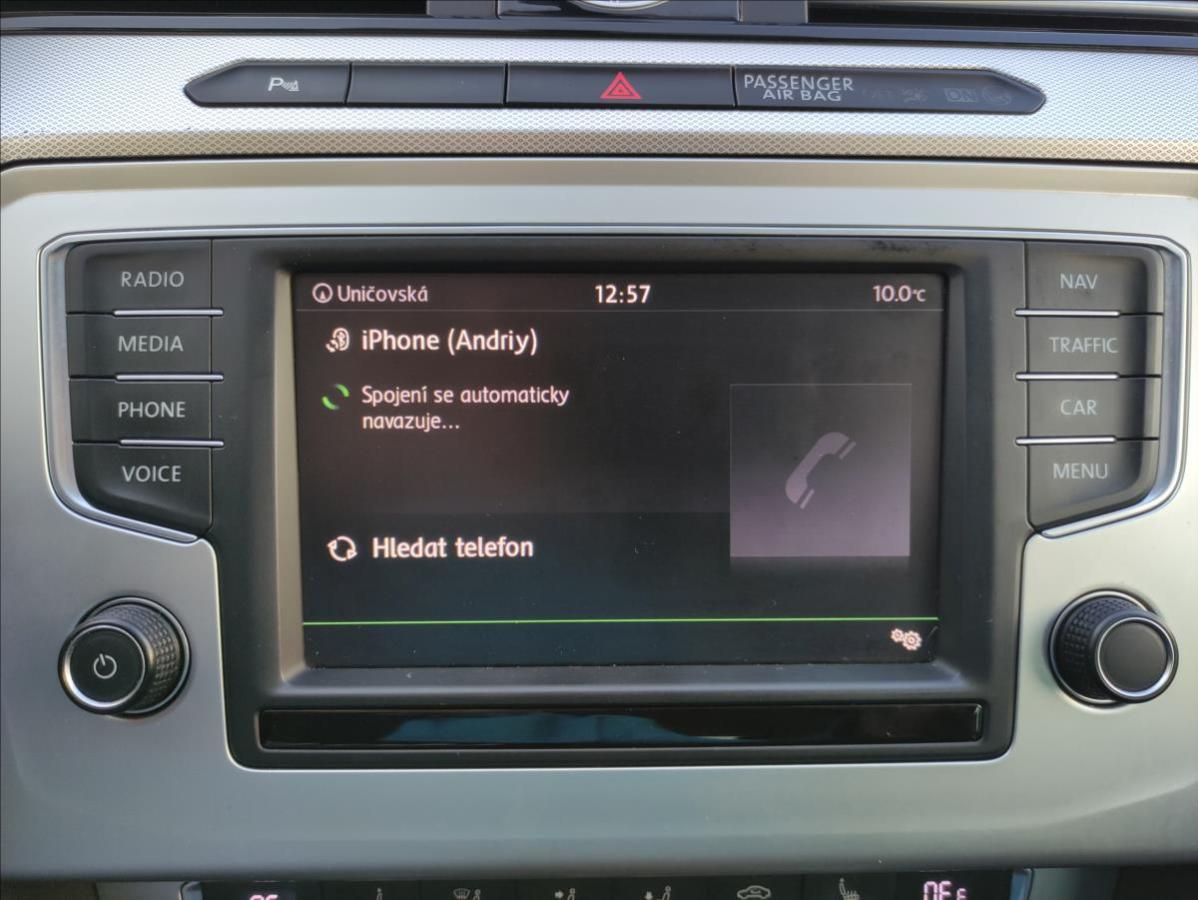 P
PASSENGER
AIR BAG
RADIO
MEDIA
PHONE
VOICE
Uničovská 12:57 10.0°C
iPhone (Andriy)
Spojení se automaticky
navazuje...
Hledat telefon
NAV
TRAFFIC
CAR
MENU